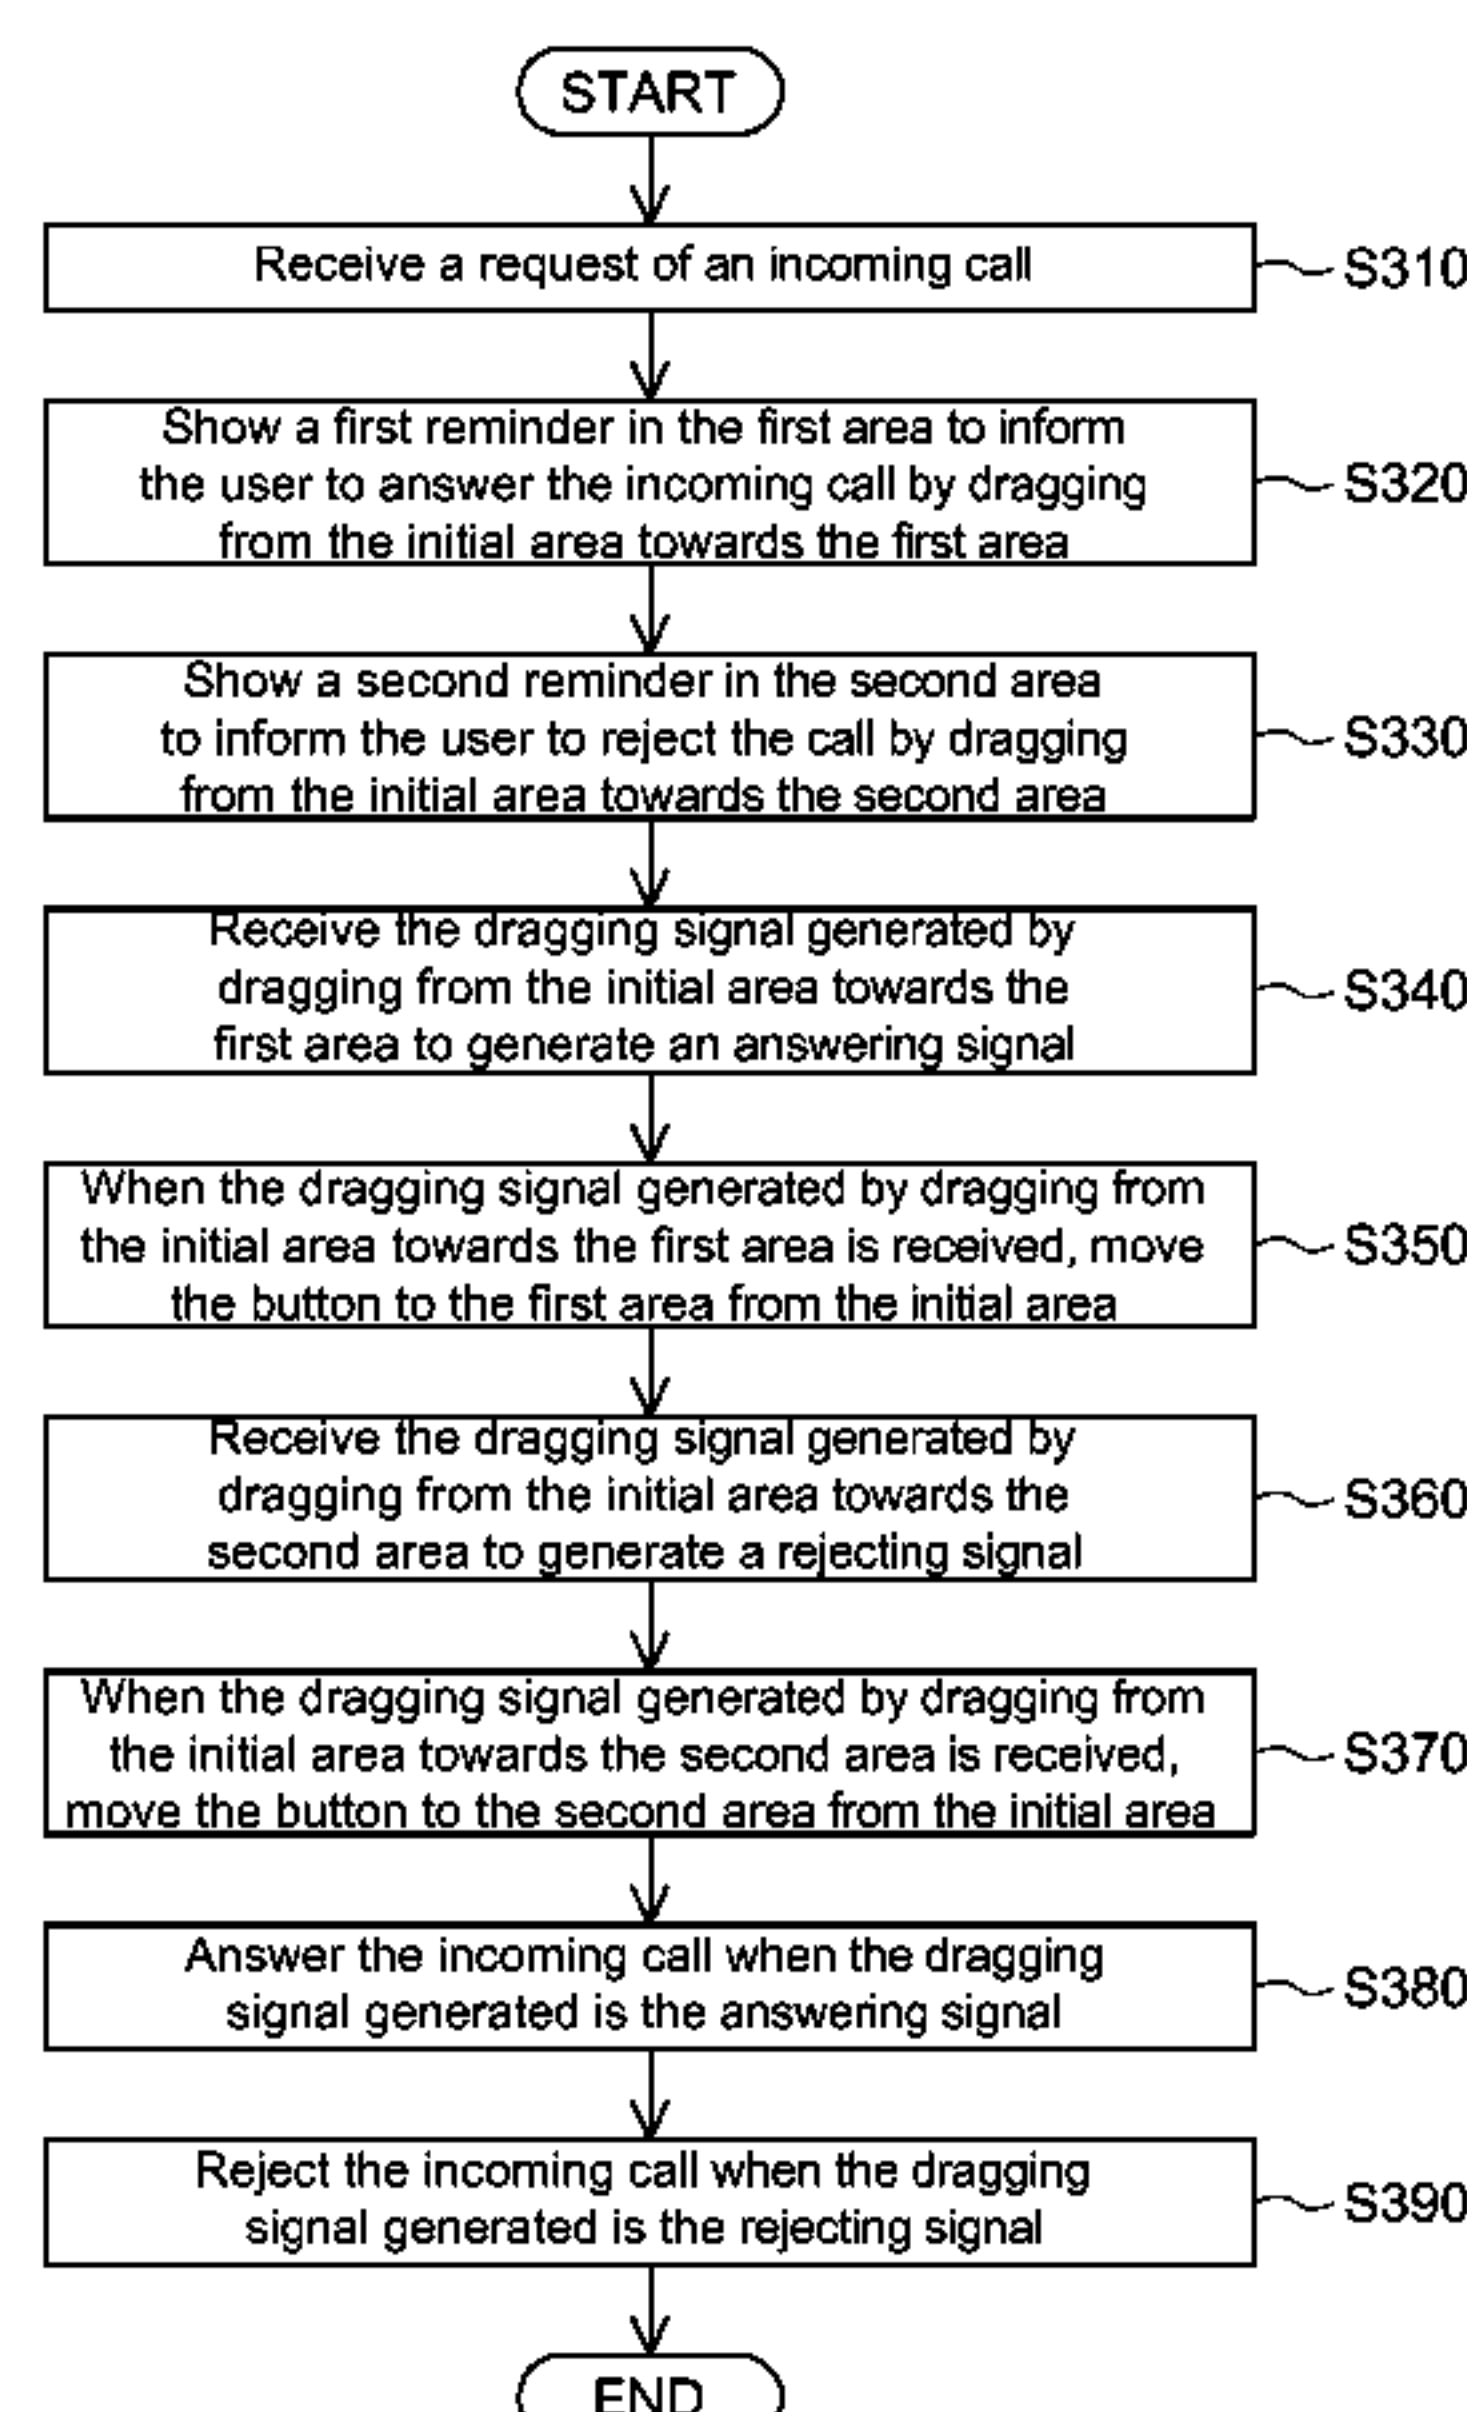 START
Receive a request of an incoming call
S310
Show a first reminder in the first area to inform
the user to answer the incoming call by dragging
from the initial area towards the first area
S320
Show a second reminder in the second area
to inform the user to reject the call by dragging
from the initial area towards the second area
S330
Receive the dragging signal generated by
dragging from the initial area towards the
first area to generate an answering signal
S340
When the dragging signal generated by dragging from
the initial area towards the first area is received, move
the button to the first area from the initial area
S350
Receive the dragging signal generated by
dragging from the initial area towards the
second area to generate a rejecting signal
S360
When the dragging signal generated by dragging from
the initial area towards the second area is received,
move the button to the second area from the initial area
S370
Answer the incoming call when the dragging
signal generated is the answering signal
S380
Reject the incoming call when the dragging
signal generated is the rejecting signal
S390
END